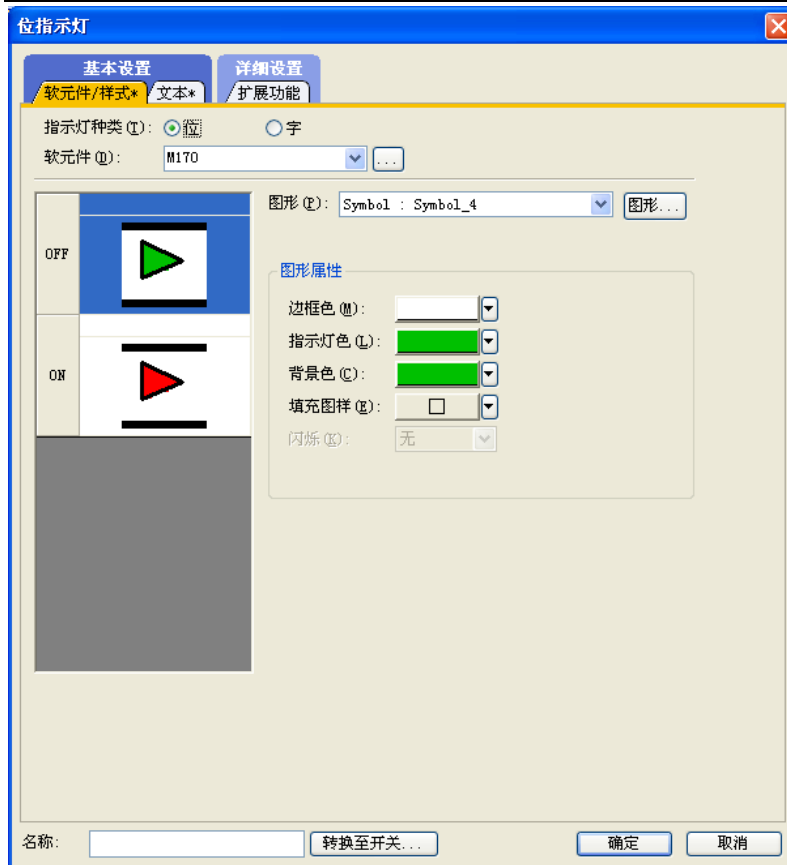 位指示灯
基本设置 详细设置
软元件/样式* 文本* 扩展功能
指示灯种类(T): 位 字
软元件(D): M170 ...
图形(P): Symbol : Symbol_4 图形...
OFF
图形属性
边框色(M):
指示灯色(L):
背景色(C):
ON
填充图样(E):
闪烁(K): 无
名称: 转换至开关... 确定 取消